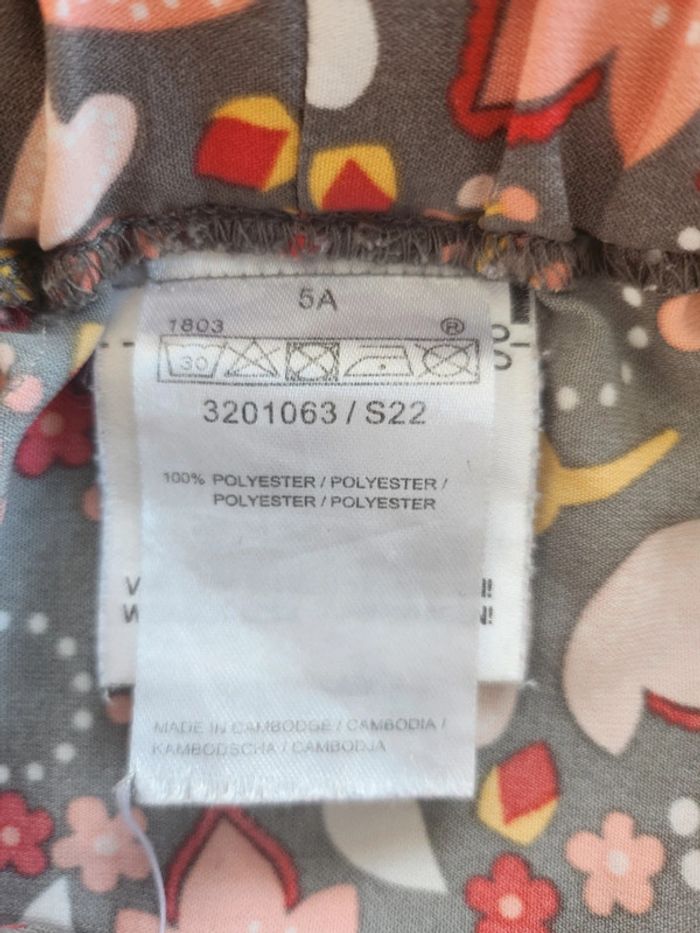 5A
1803 ®
30
3201063 / S22
100% POLYESTER / POLYESTER /
POLYESTER / POLYESTER
MADE IN CAMBODGE / CAMBODIA /
KAMBODSCHA / CAMBODJA